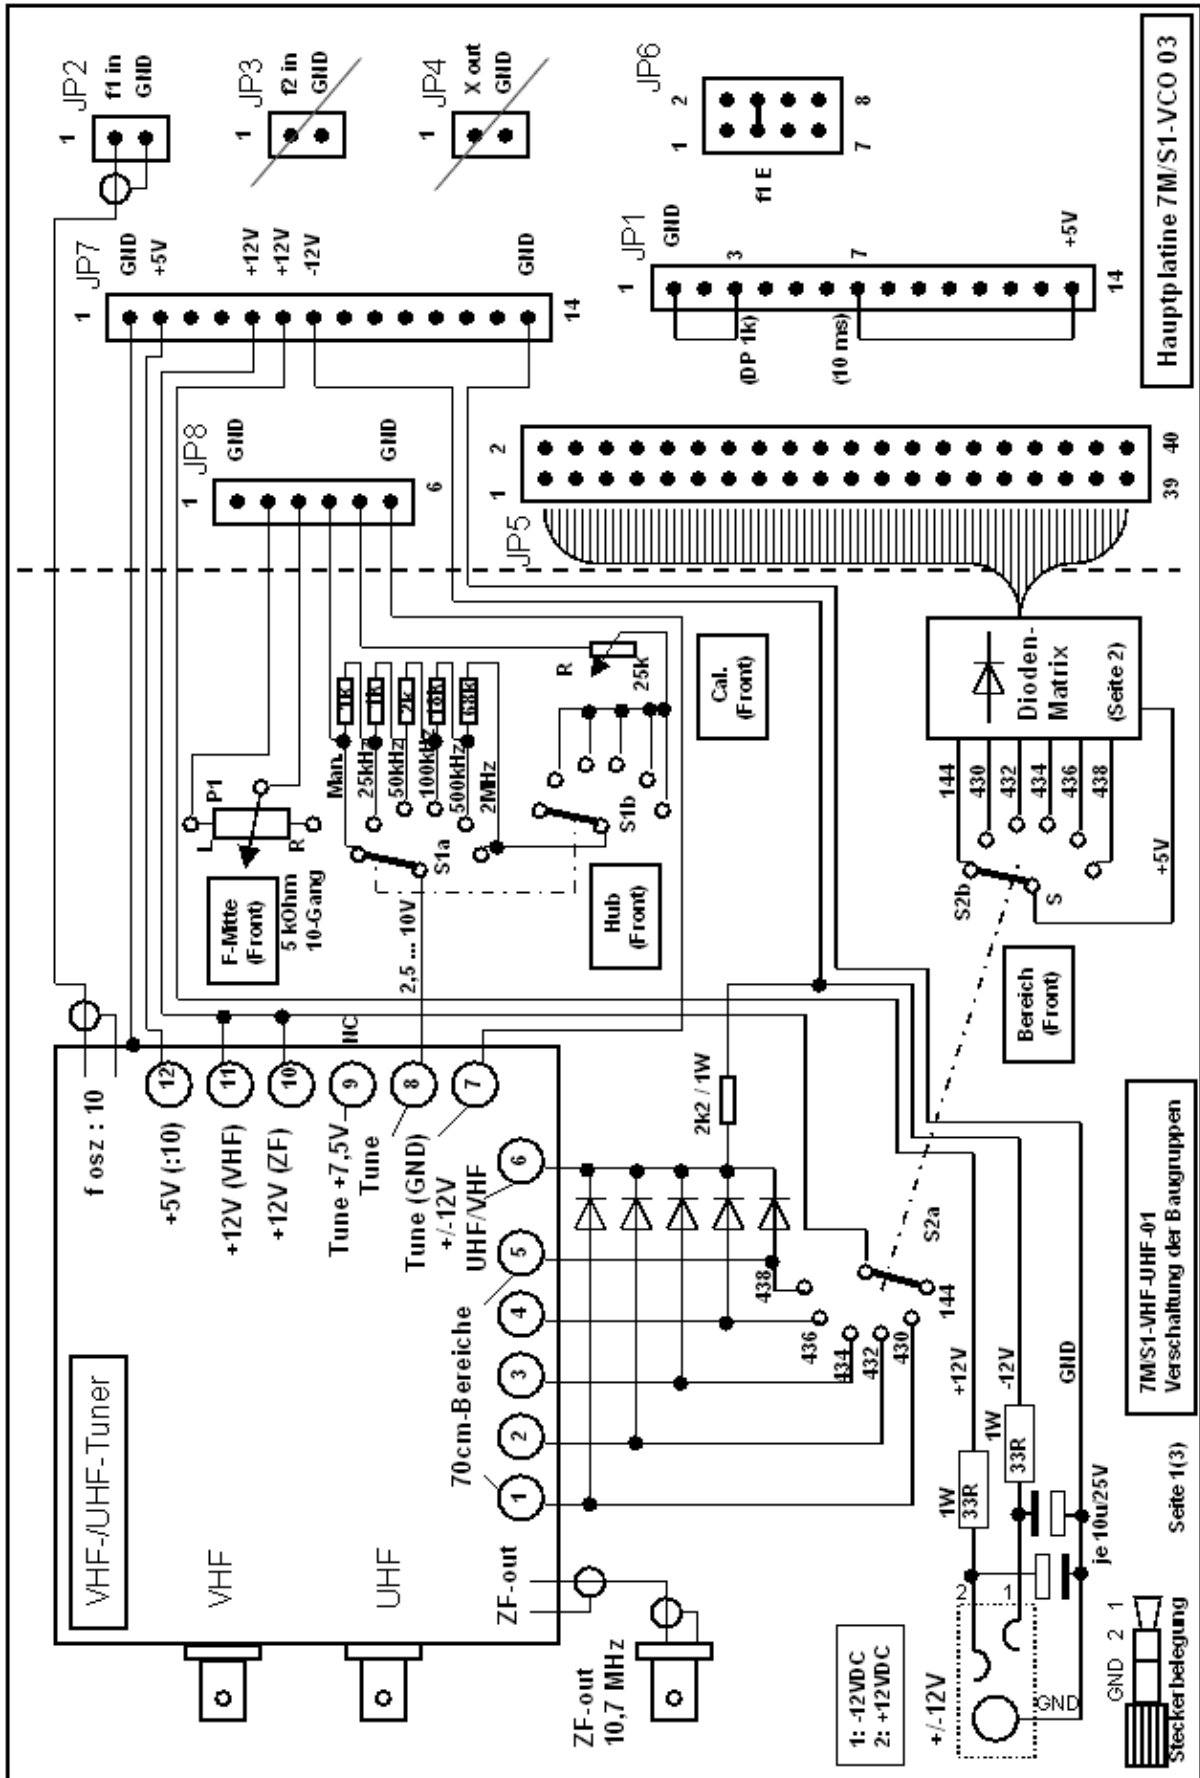 VHF-/UHF-Tuner
VHF
UHF
f osz : 10
12
+5V (:10)
11
+12V (VHF)
10
+12V (ZF)
9
NC
Tune +7,5V
8
Tune
7
Tune (GND)
+/-12V
UHF/VHF
6
5
4
3
2
1
70cm-Bereiche
ZF-out
ZF-out
10,7 MHz
JP2
1
f1 in
GND
JP3
1
f2 in
GND
JP4
1
X out
GND
JP6
1
2
7
8
f1 E
JP7
1
GND
+5V
+12V
+12V
-12V
GND
14
JP1
1
GND
3
7
+5V
14
(DP 1k)
(10 ms)
JP8
1
GND
GND
6
JP5
1
2
39
40
Hauptplatine 7M/S1-VCO 03
P1
L
R
F-Mitte
(Front)
5 kOhm
10-Gang
1k
1k
2k
18k
68k
Man.
25kHz
50kHz
100kHz
500kHz
2MHz
S1a
S1b
2,5 ... 10V
Hub
(Front)
R
25k
Cal.
(Front)
Dioden-
Matrix
(Seite 2)
144
430
432
434
436
438
S2b
S
+5V
Bereich
(Front)
2k2 / 1W
S2a
438
436
434
432
430
144
+12V
-12V
GND
1W
33R
1W
33R
je 10u/25V
2
1
GND
+/-12V
1: -12VDC
2: +12VDC
GND
2
1
Steckerbelegung
Seite 1(3)
7M/S1-VHF-UHF-01
Verschaltung der Baugruppen